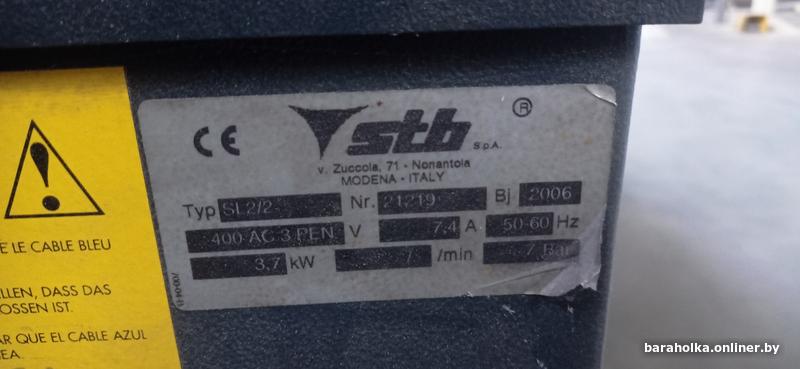 E LE CABLE BLEU
LLEN, DASS DAS
OSSEN IST.
AR QUE EL CABLE AZUL
EA.
CE
stb S.p.A. ®
v. Zuccola, 71 - Nonantola
MODENA - ITALY
Typ SL2/2 Nr. 21219 Bj 2006
400 AC 3 PEN V 7,4 A 50-60 Hz
3,7 kW / /min 7 Bar
baraholka.onliner.by